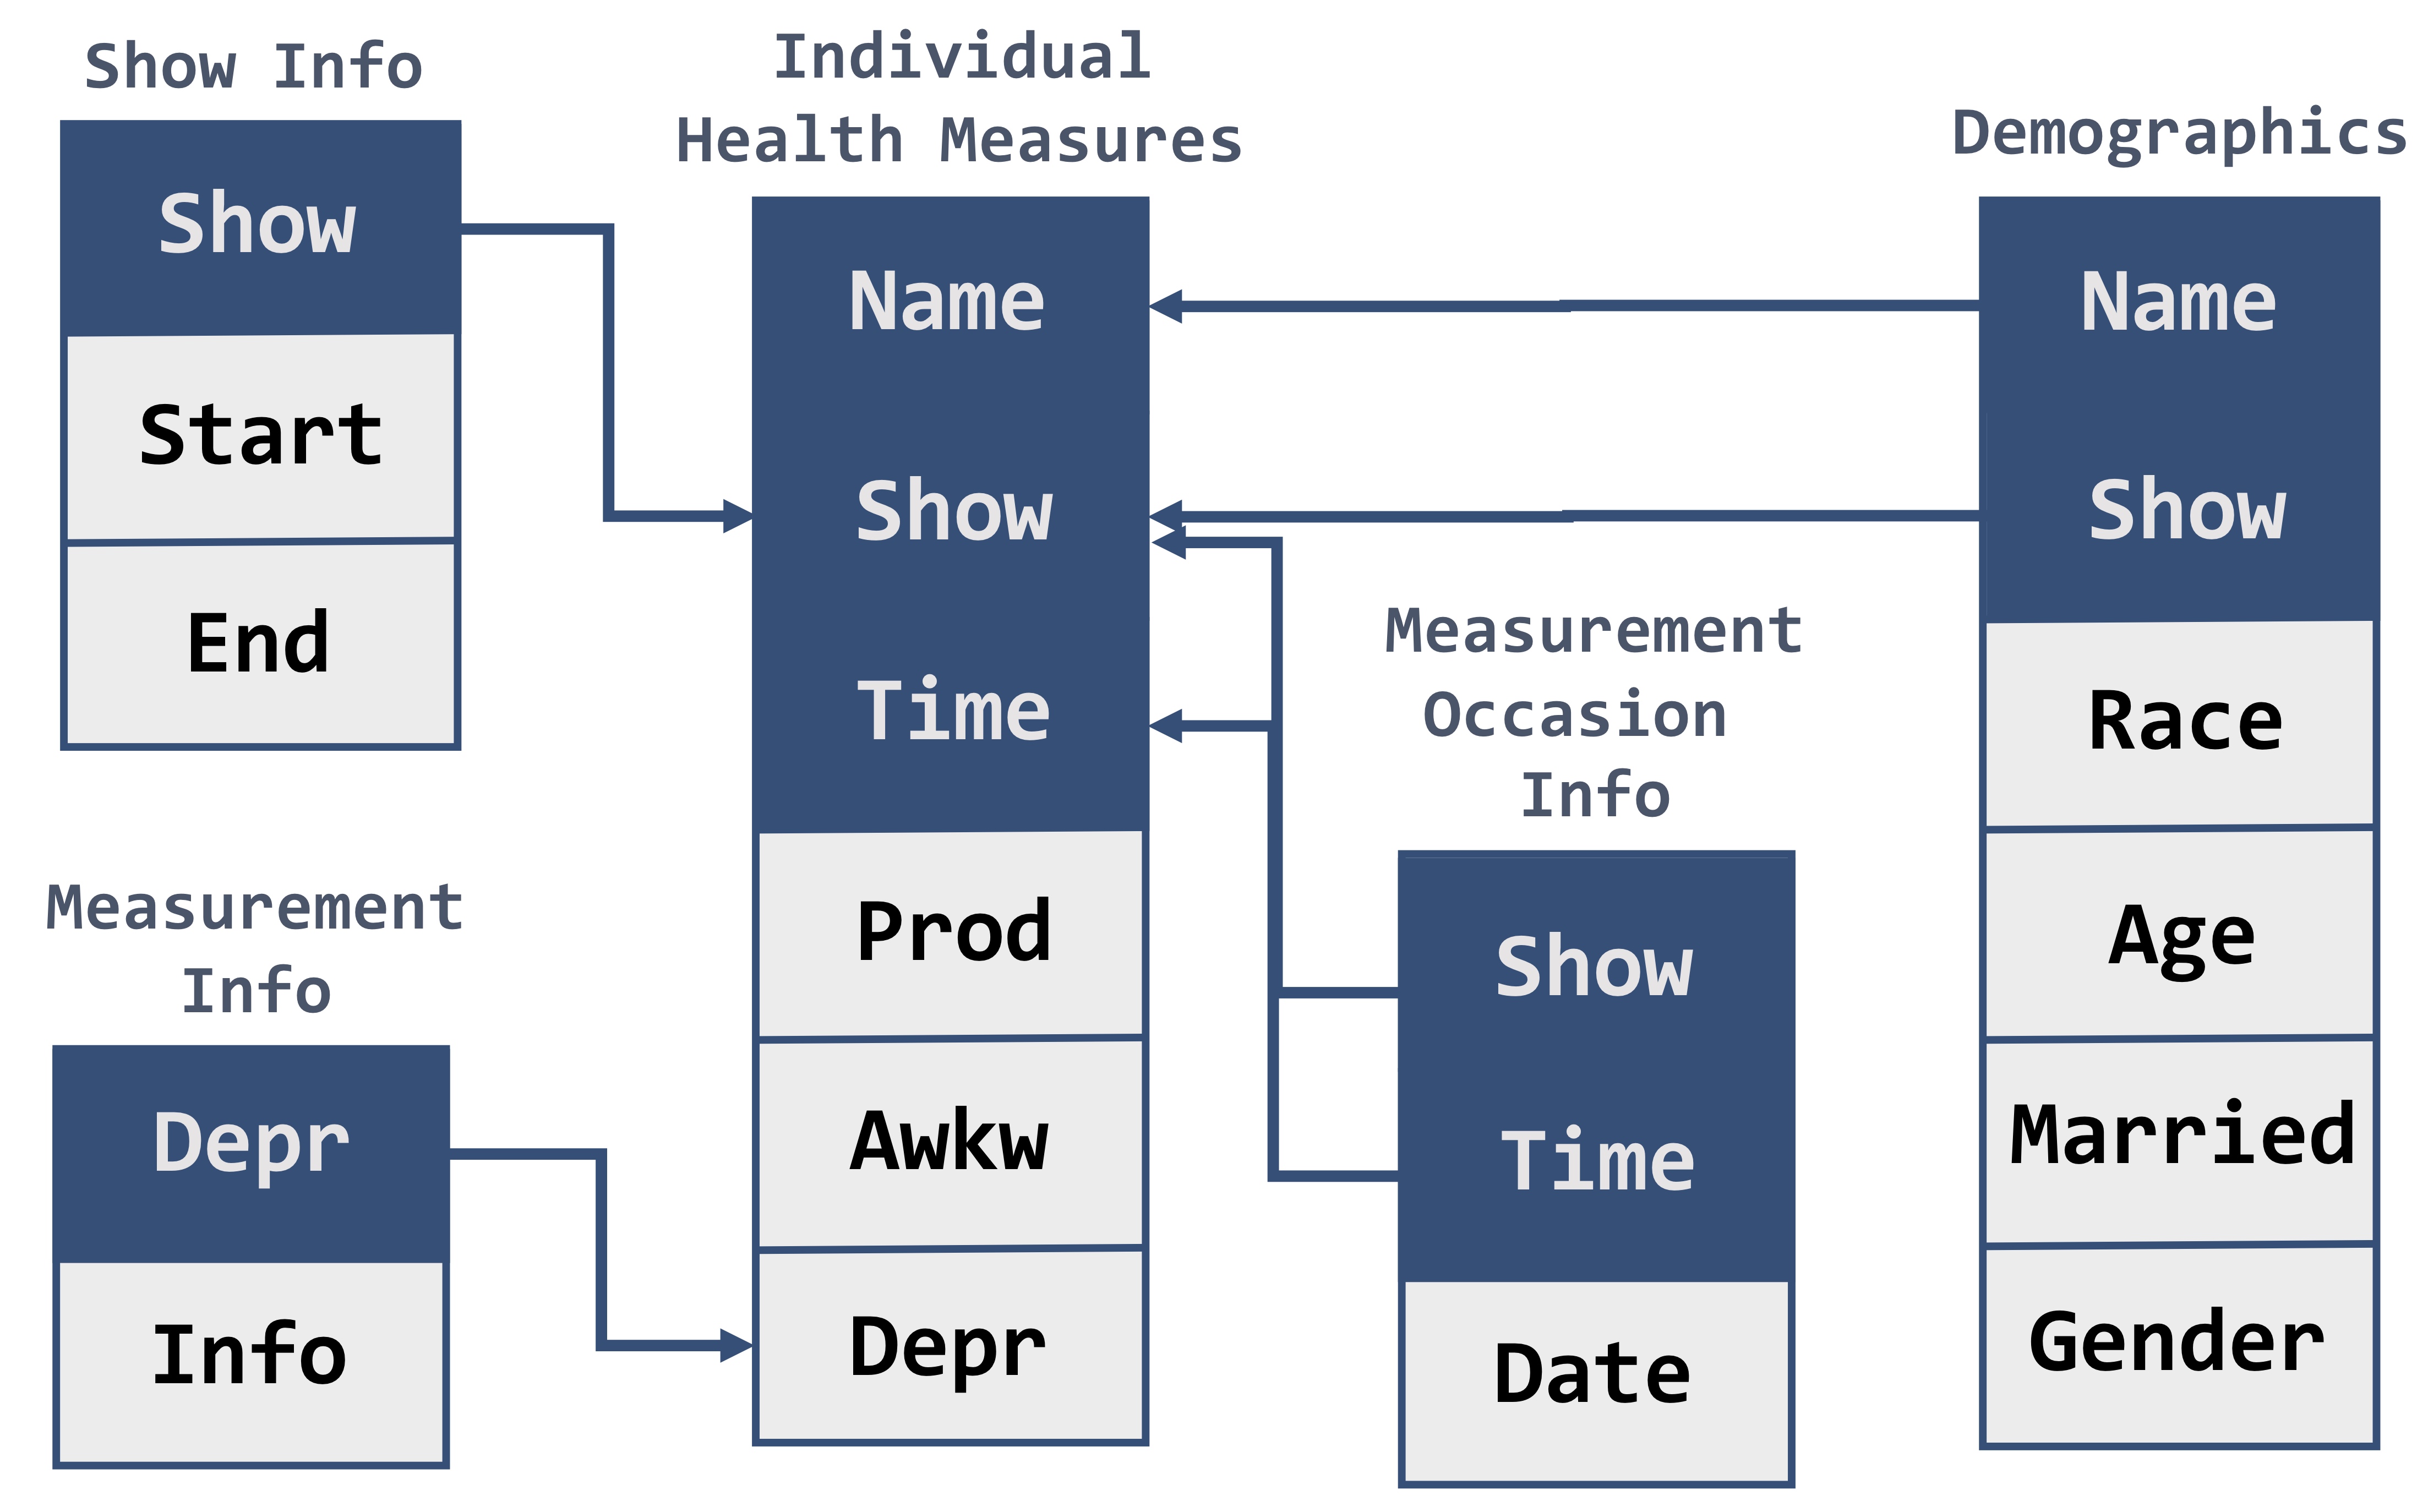 Show Info
Show
Start
End
Measurement
Info
Depr
Info
Individual
Health Measures
Name
Show
Time
Prod
Awkw
Depr
Measurement
Occasion
Info
Show
Time
Date
Demographics
Name
Show
Race
Age
Married
Gender